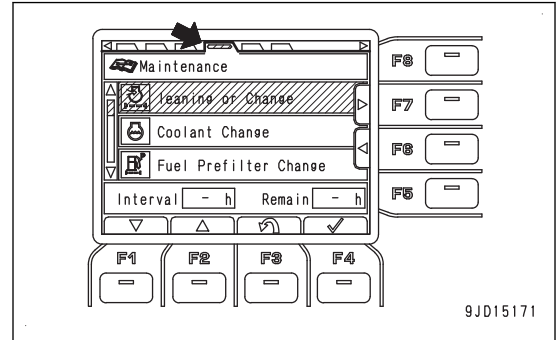 Maintenance
F8
leaning or Change
F7
Coolant Change
F6
Fuel Prefilter Change
F5
Interval - h Remain - h
F1 F2 F3 F4
9JD15171